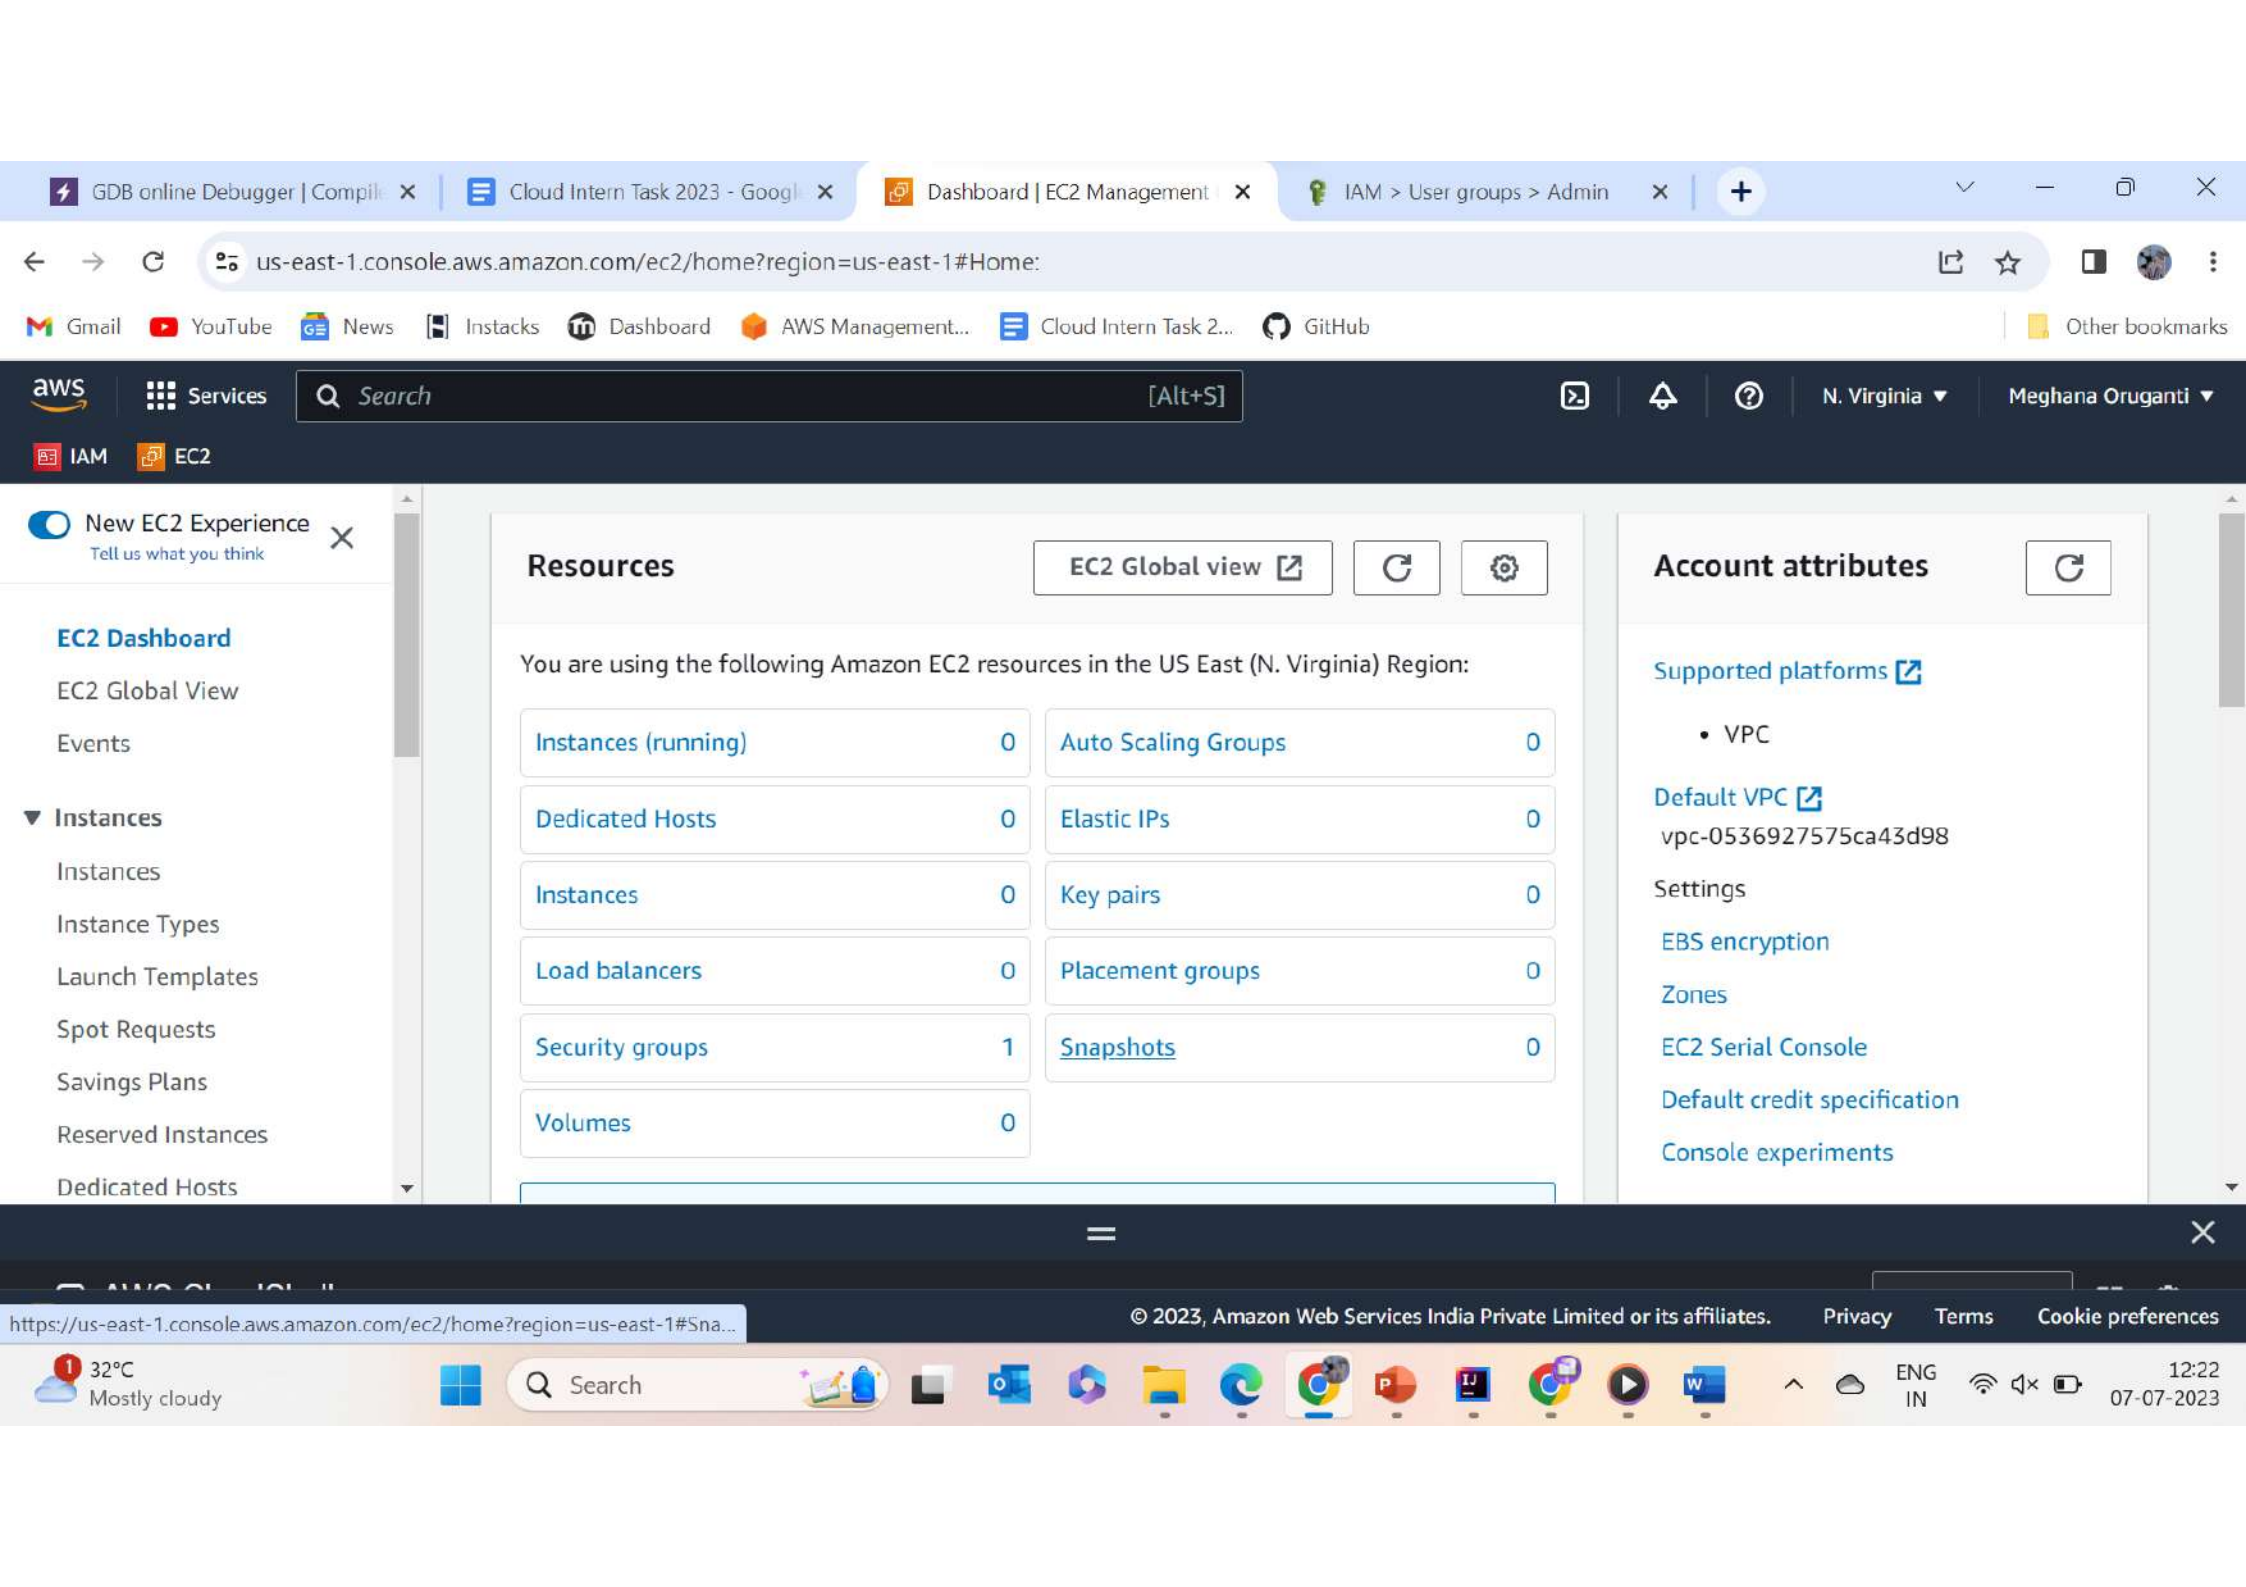 GDB online Debugger | Compile
Cloud Intern Task 2023 - Googl
Dashboard | EC2 Management
IAM > User groups > Admin
us-east-1.console.aws.amazon.com/ec2/home?region=us-east-1#Home:
Gmail YouTube News Instacks Dashboard AWS Management... Cloud Intern Task 2... GitHub Other bookmarks
aws Services Search [Alt+S] N. Virginia Meghana Oruganti
IAM EC2
New EC2 Experience
Tell us what you think
EC2 Dashboard
EC2 Global View
Events
Instances
Instances
Instance Types
Launch Templates
Spot Requests
Savings Plans
Reserved Instances
Dedicated Hosts
Resources
EC2 Global view
You are using the following Amazon EC2 resources in the US East (N. Virginia) Region:
Instances (running) 0 Auto Scaling Groups 0
Dedicated Hosts 0 Elastic IPs 0
Instances 0 Key pairs 0
Load balancers 0 Placement groups 0
Security groups 1 Snapshots 0
Volumes 0
Account attributes
Supported platforms
• VPC
Default VPC
vpc-0536927575ca43d98
Settings
EBS encryption
Zones
EC2 Serial Console
Default credit specification
Console experiments
https://us-east-1.console.aws.amazon.com/ec2/home?region=us-east-1#Sna...
© 2023, Amazon Web Services India Private Limited or its affiliates. Privacy Terms Cookie preferences
1
32°C
Mostly cloudy
Search
ENG
IN
12:22
07-07-2023